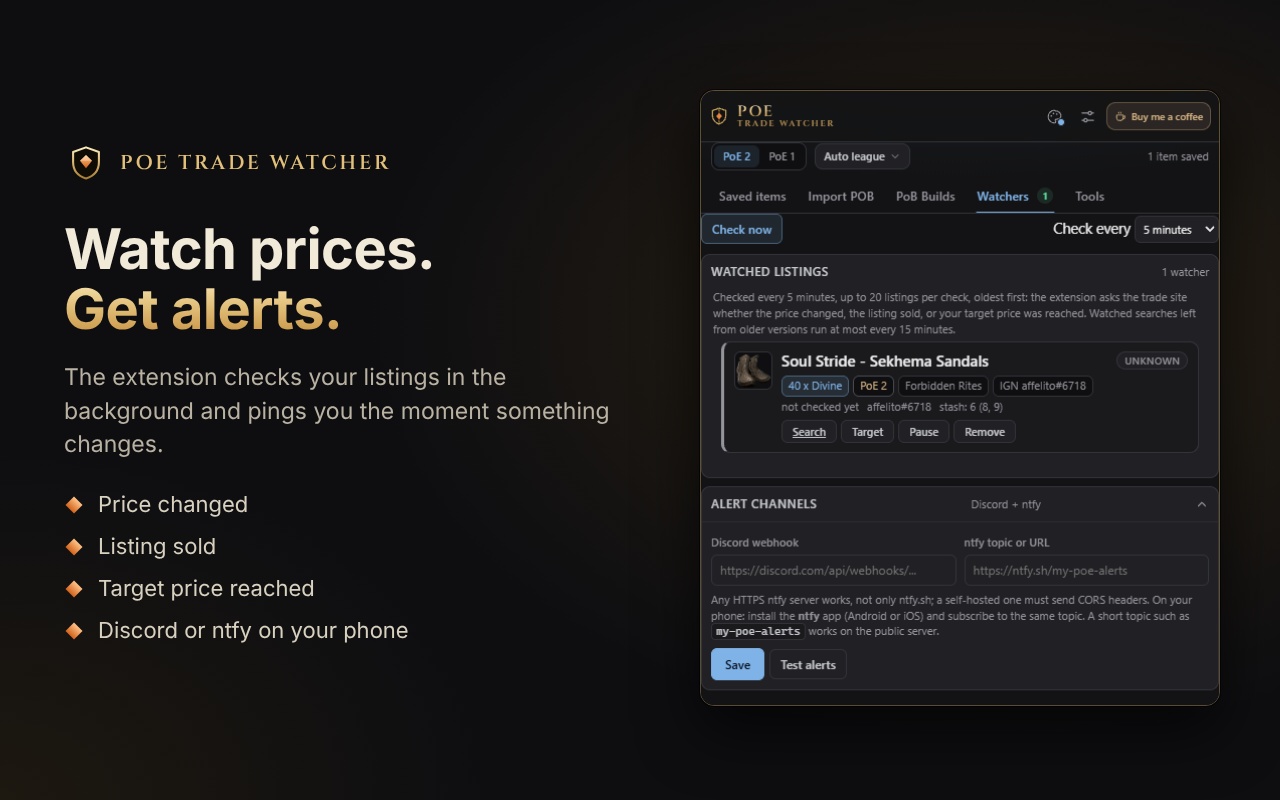 POE TRADE WATCHER
Watch prices.
Get alerts.
The extension checks your listings in the
background and pings you the moment something
changes.
Price changed
Listing sold
Target price reached
Discord or ntfy on your phone
POE
TRADE WATCHER
Buy me a coffee
PoE 2 PoE 1 Auto league 1 item saved
Saved items Import POB PoB Builds Watchers 1 Tools
Check now Check every 5 minutes
WATCHED LISTINGS 1 watcher
Checked every 5 minutes, up to 20 listings per check, oldest first: the extension asks the trade site
whether the price changed, the listing sold, or your target price was reached. Watched searches left
from older versions run at most every 15 minutes.
Soul Stride - Sekhema Sandals UNKNOWN
40 x Divine PoE 2 Forbidden Rites IGN affelito#6718
not checked yet affelito#6718 stash: 6 (8, 9)
Search Target Pause Remove
ALERT CHANNELS Discord + ntfy
Discord webhook ntfy topic or URL
https://discord.com/api/webhooks/... https://ntfy.sh/my-poe-alerts
Any HTTPS ntfy server works, not only ntfy.sh; a self-hosted one must send CORS headers. On your
phone: install the ntfy app (Android or iOS) and subscribe to the same topic. A short topic such as
my-poe-alerts works on the public server.
Save Test alerts